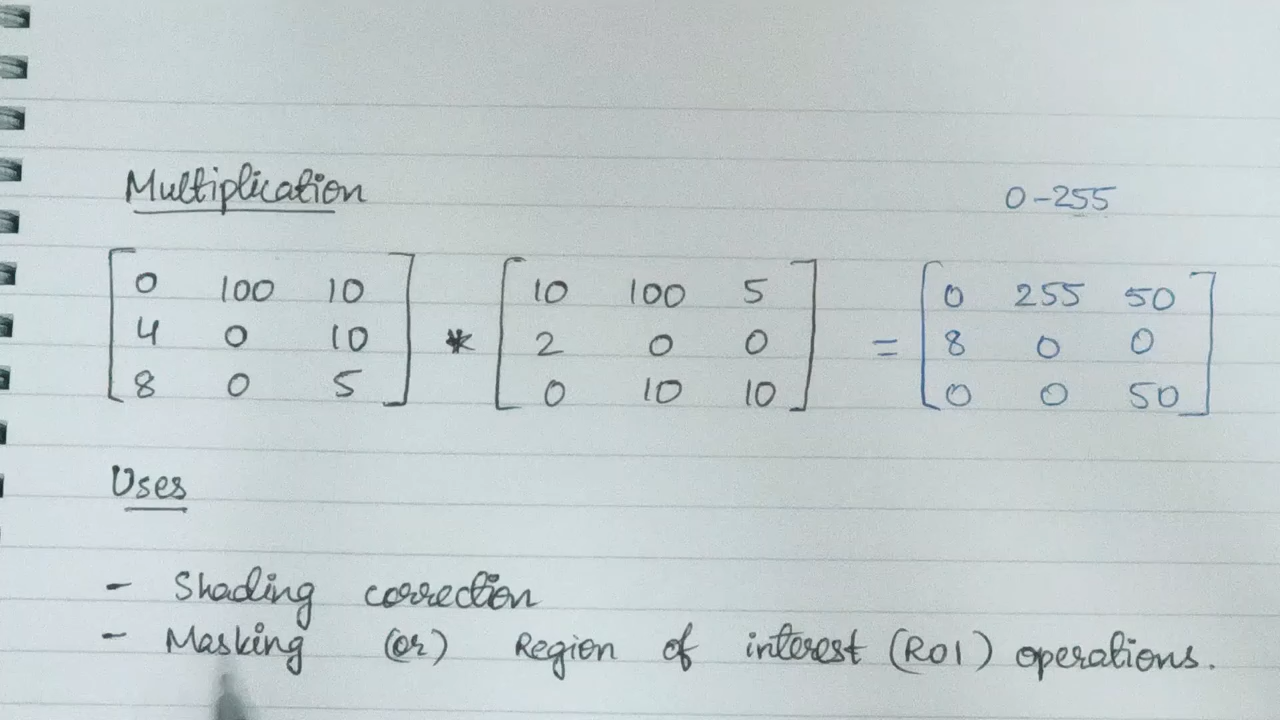 Multiplication 0-255
0 100 10 10 100 5 0 255 50
4 0 10 * 2 0 0 = 8 0 0
8 0 5 0 10 10 0 0 50
Uses
- Shading correction
- Masking (or) Region of interest (ROI) operations.